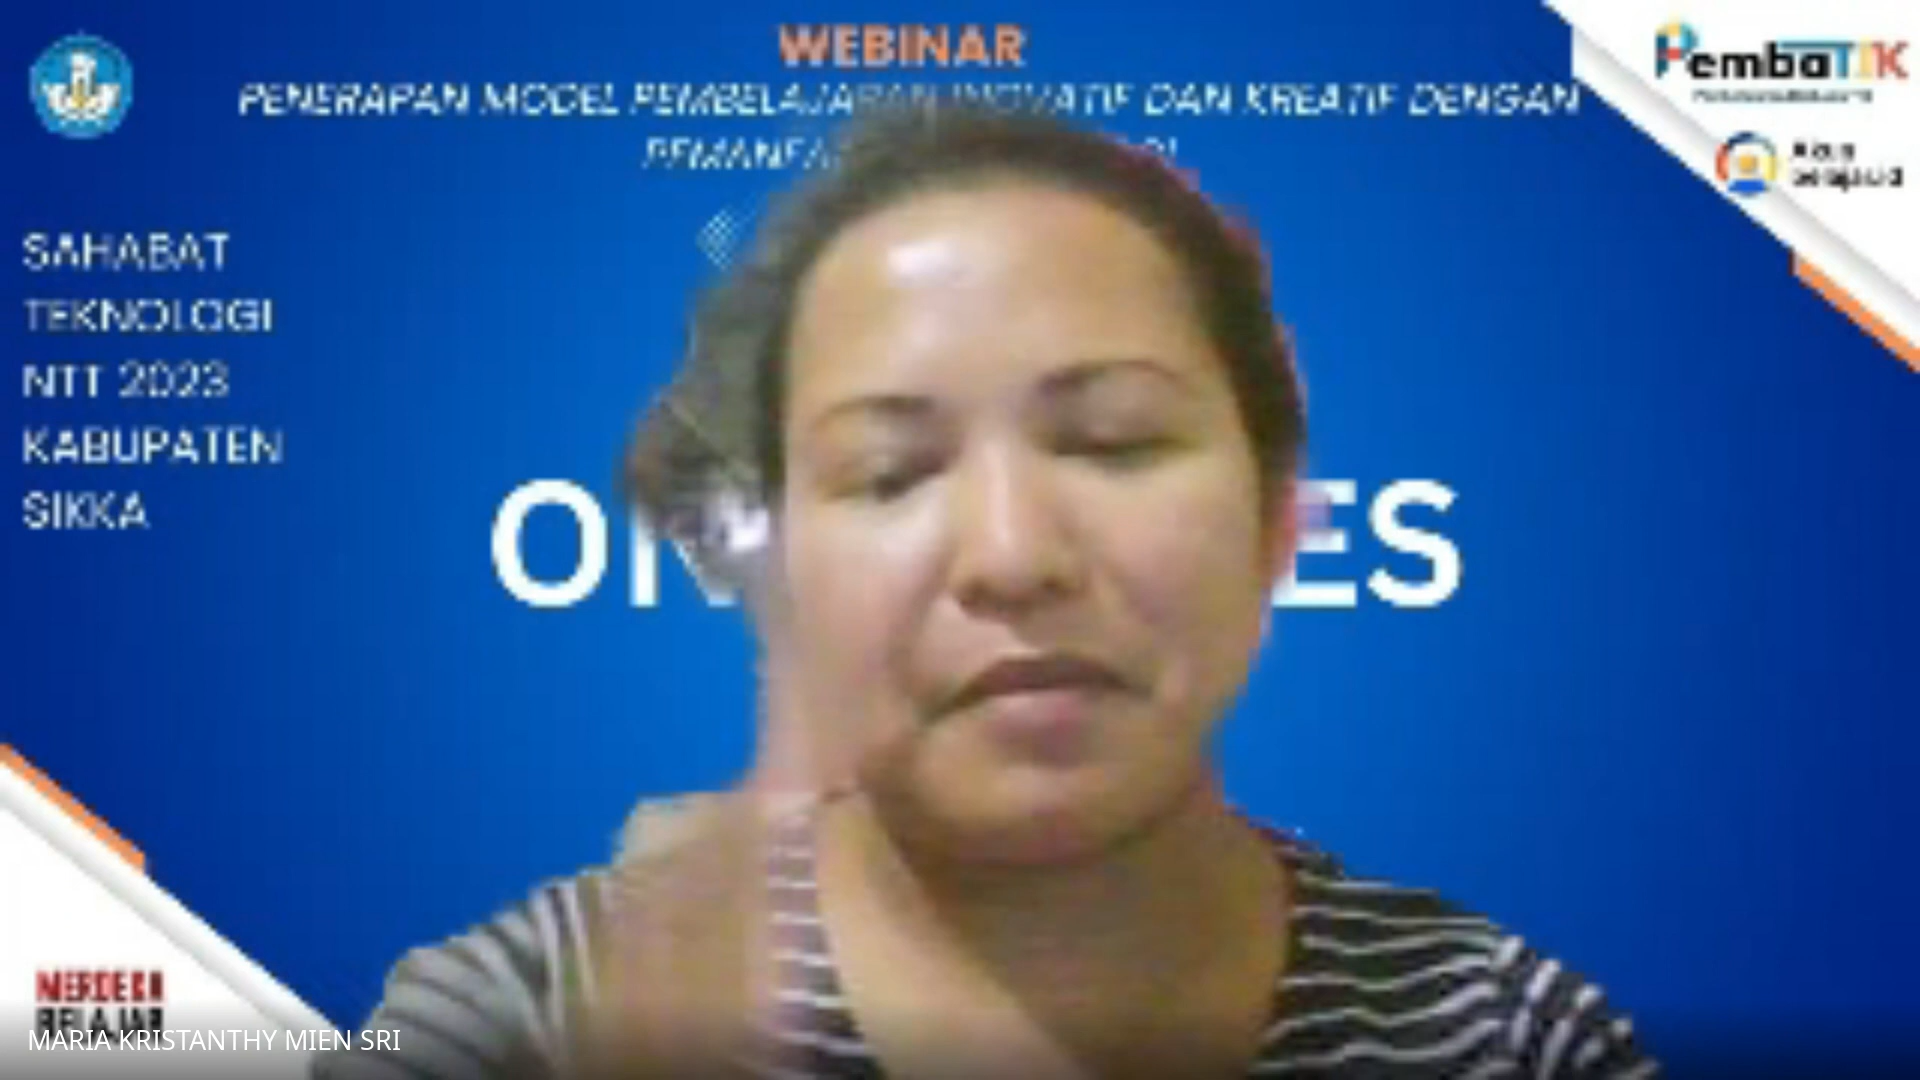 WEBINAR
PENERAPAN MODEL PEMBELAJARAN INOVATIF DAN KREATIF DENGAN
PembaTIK
SAHABAT
TEKNOLOGI
NTT 2023
KABUPATEN
SIKKA
MERDEKA
BELAJAR
MARIA KRISTANTHY MIEN SRI